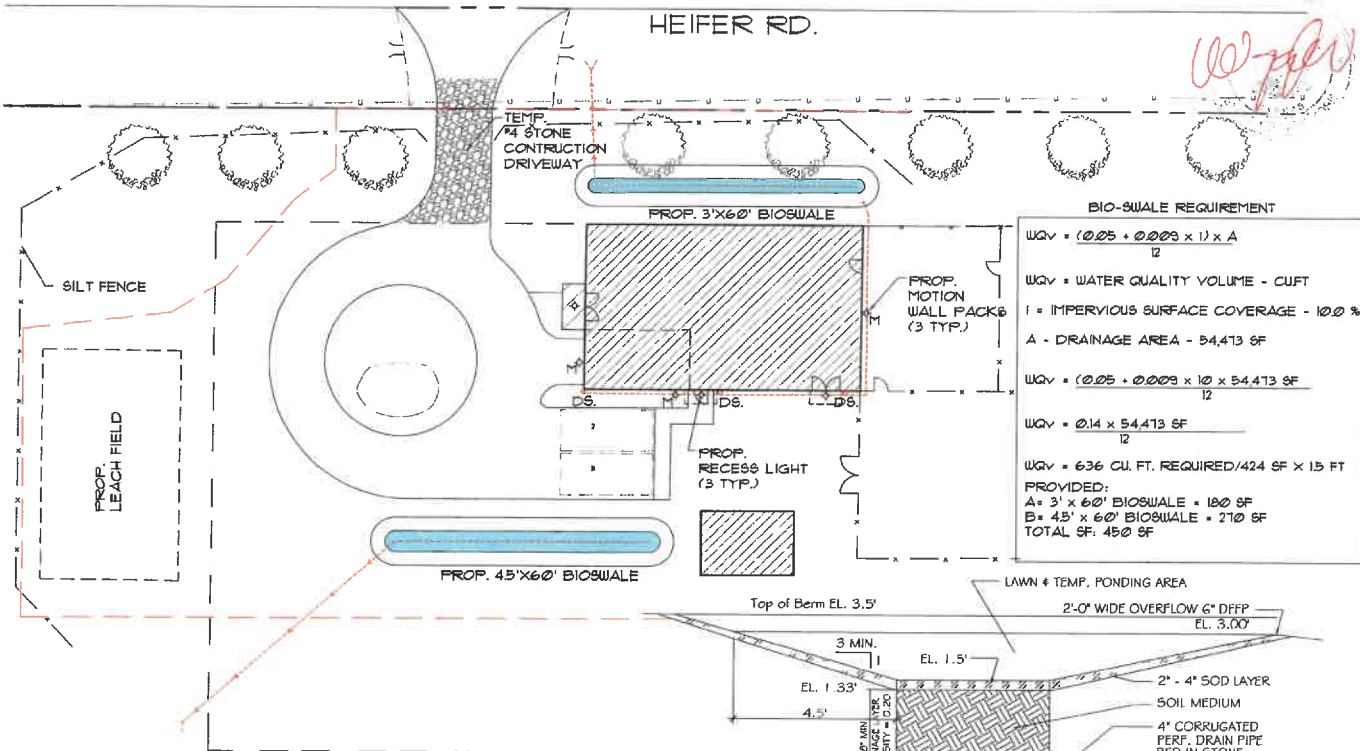 HEIFER RD.
TEMP.
#4 STONE
CONTRUCTION
DRIVEWAY
PROP. 3'X60' BIOSWALE
SILT FENCE
PROP.
MOTION
WALL PACKS
(3 TYP.)
M
M
M
DS.
DS.
DS.
2
PROP.
RECESS LIGHT
(3 TYP.)
PROP.
LEACH FIELD
PROP. 4.5'X60' BIOSWALE
BIO-SWALE REQUIREMENT
WQv = (0.05 + 0.009 x 1) x A
12
WQv = WATER QUALITY VOLUME - CUFT
I = IMPERVIOUS SURFACE COVERAGE - 10.0 %
A - DRAINAGE AREA - 54,473 SF
WQv = (0.05 + 0.009 x 10 x 54,473 SF
12
WQv = 0.14 x 54,473 SF
12
WQv = 636 CU. FT. REQUIRED/424 SF X 1.5 FT
PROVIDED:
A= 3' x 60' BIOSWALE = 180 SF
B= 4.5' x 60' BIOSWALE = 270 SF
TOTAL SF: 450 SF
LAWN & TEMP. PONDING AREA
Top of Berm EL. 3.5'
2'-0" WIDE OVERFLOW 6" DEEP
EL. 3.00'
3 MIN.
1
EL. 1.5'
EL. 1.33'
4.5'
2" - 4" SOD LAYER
SOIL MEDIUM
4" CORRUGATED
PERF. DRAIN PIPE
BED IN STONE